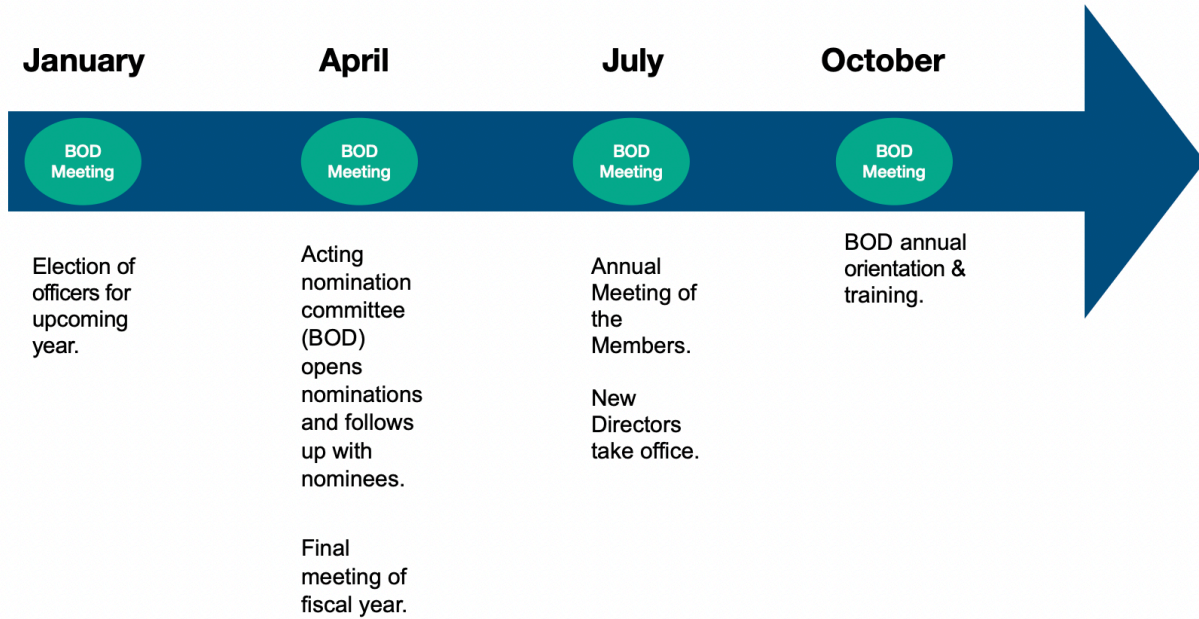 January
April
July
October
BOD
Meeting
BOD
Meeting
BOD
Meeting
BOD
Meeting
Election of
officers for
upcoming
year.
Acting
nomination
committee
(BOD)
opens
nominations
and follows
up with
nominees.
Final
meeting of
fiscal year.
Annual
Meeting of
the
Members.
New
Directors
take office.
BOD annual
orientation &
training.